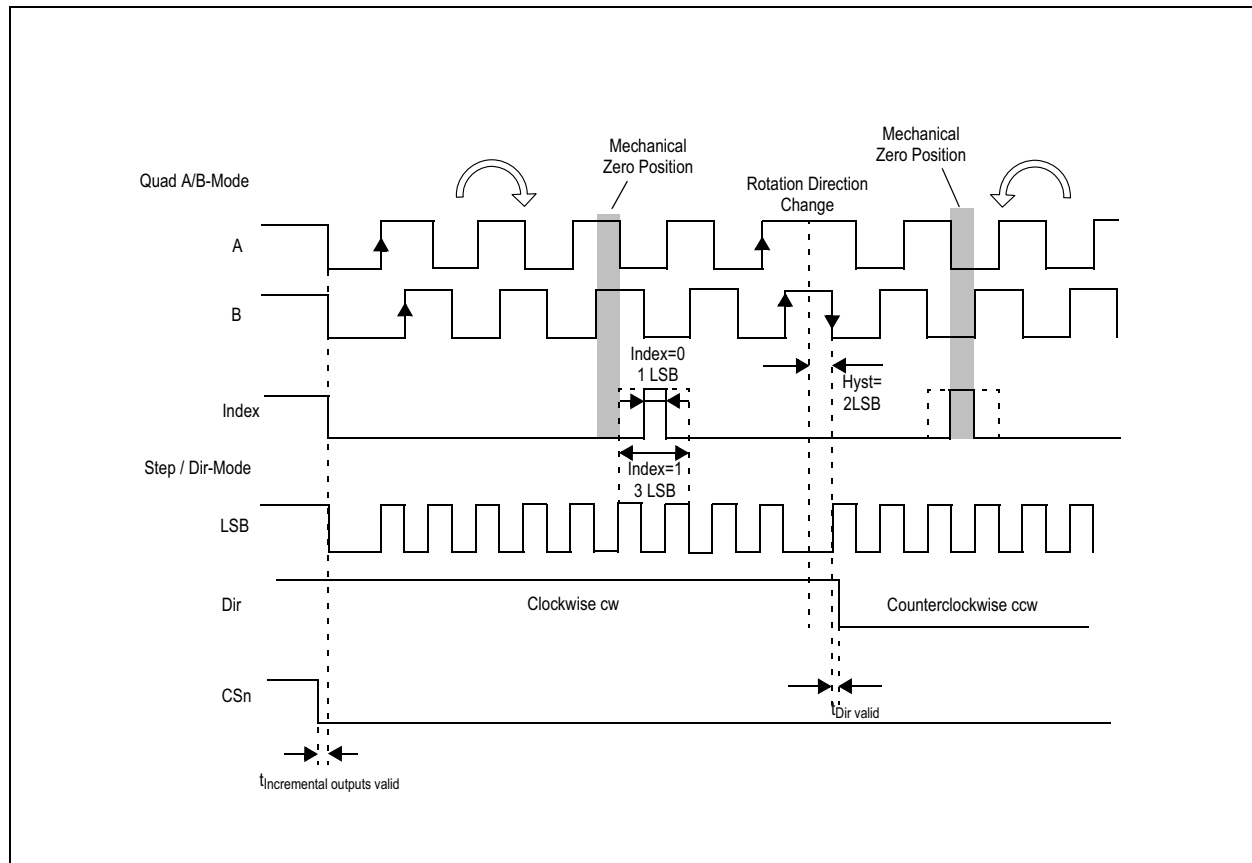 Mechanical
Zero Position
Mechanical
Zero Position
Quad A/B-Mode
Rotation Direction
Change
A
B
Index=0
1 LSB
Hyst=
2LSB
Index
Step / Dir-Mode
Index=1
3 LSB
LSB
Dir
Clockwise cw
Counterclockwise ccw
CSn
tDir valid
tIncremental outputs valid